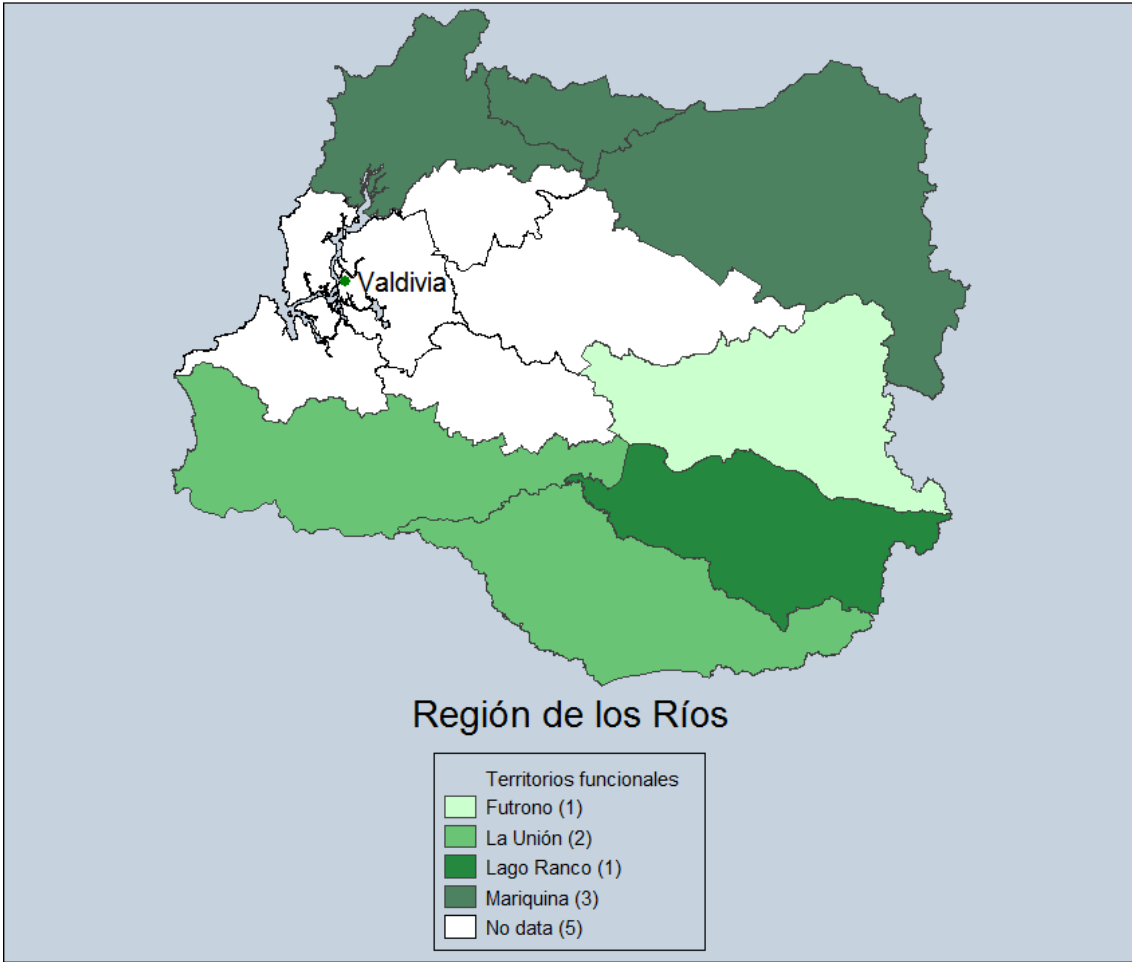 Valdivia
Región de los Ríos
Territorios funcionales
Futrono (1)
La Unión (2)
Lago Ranco (1)
Mariquina (3)
No data (5)